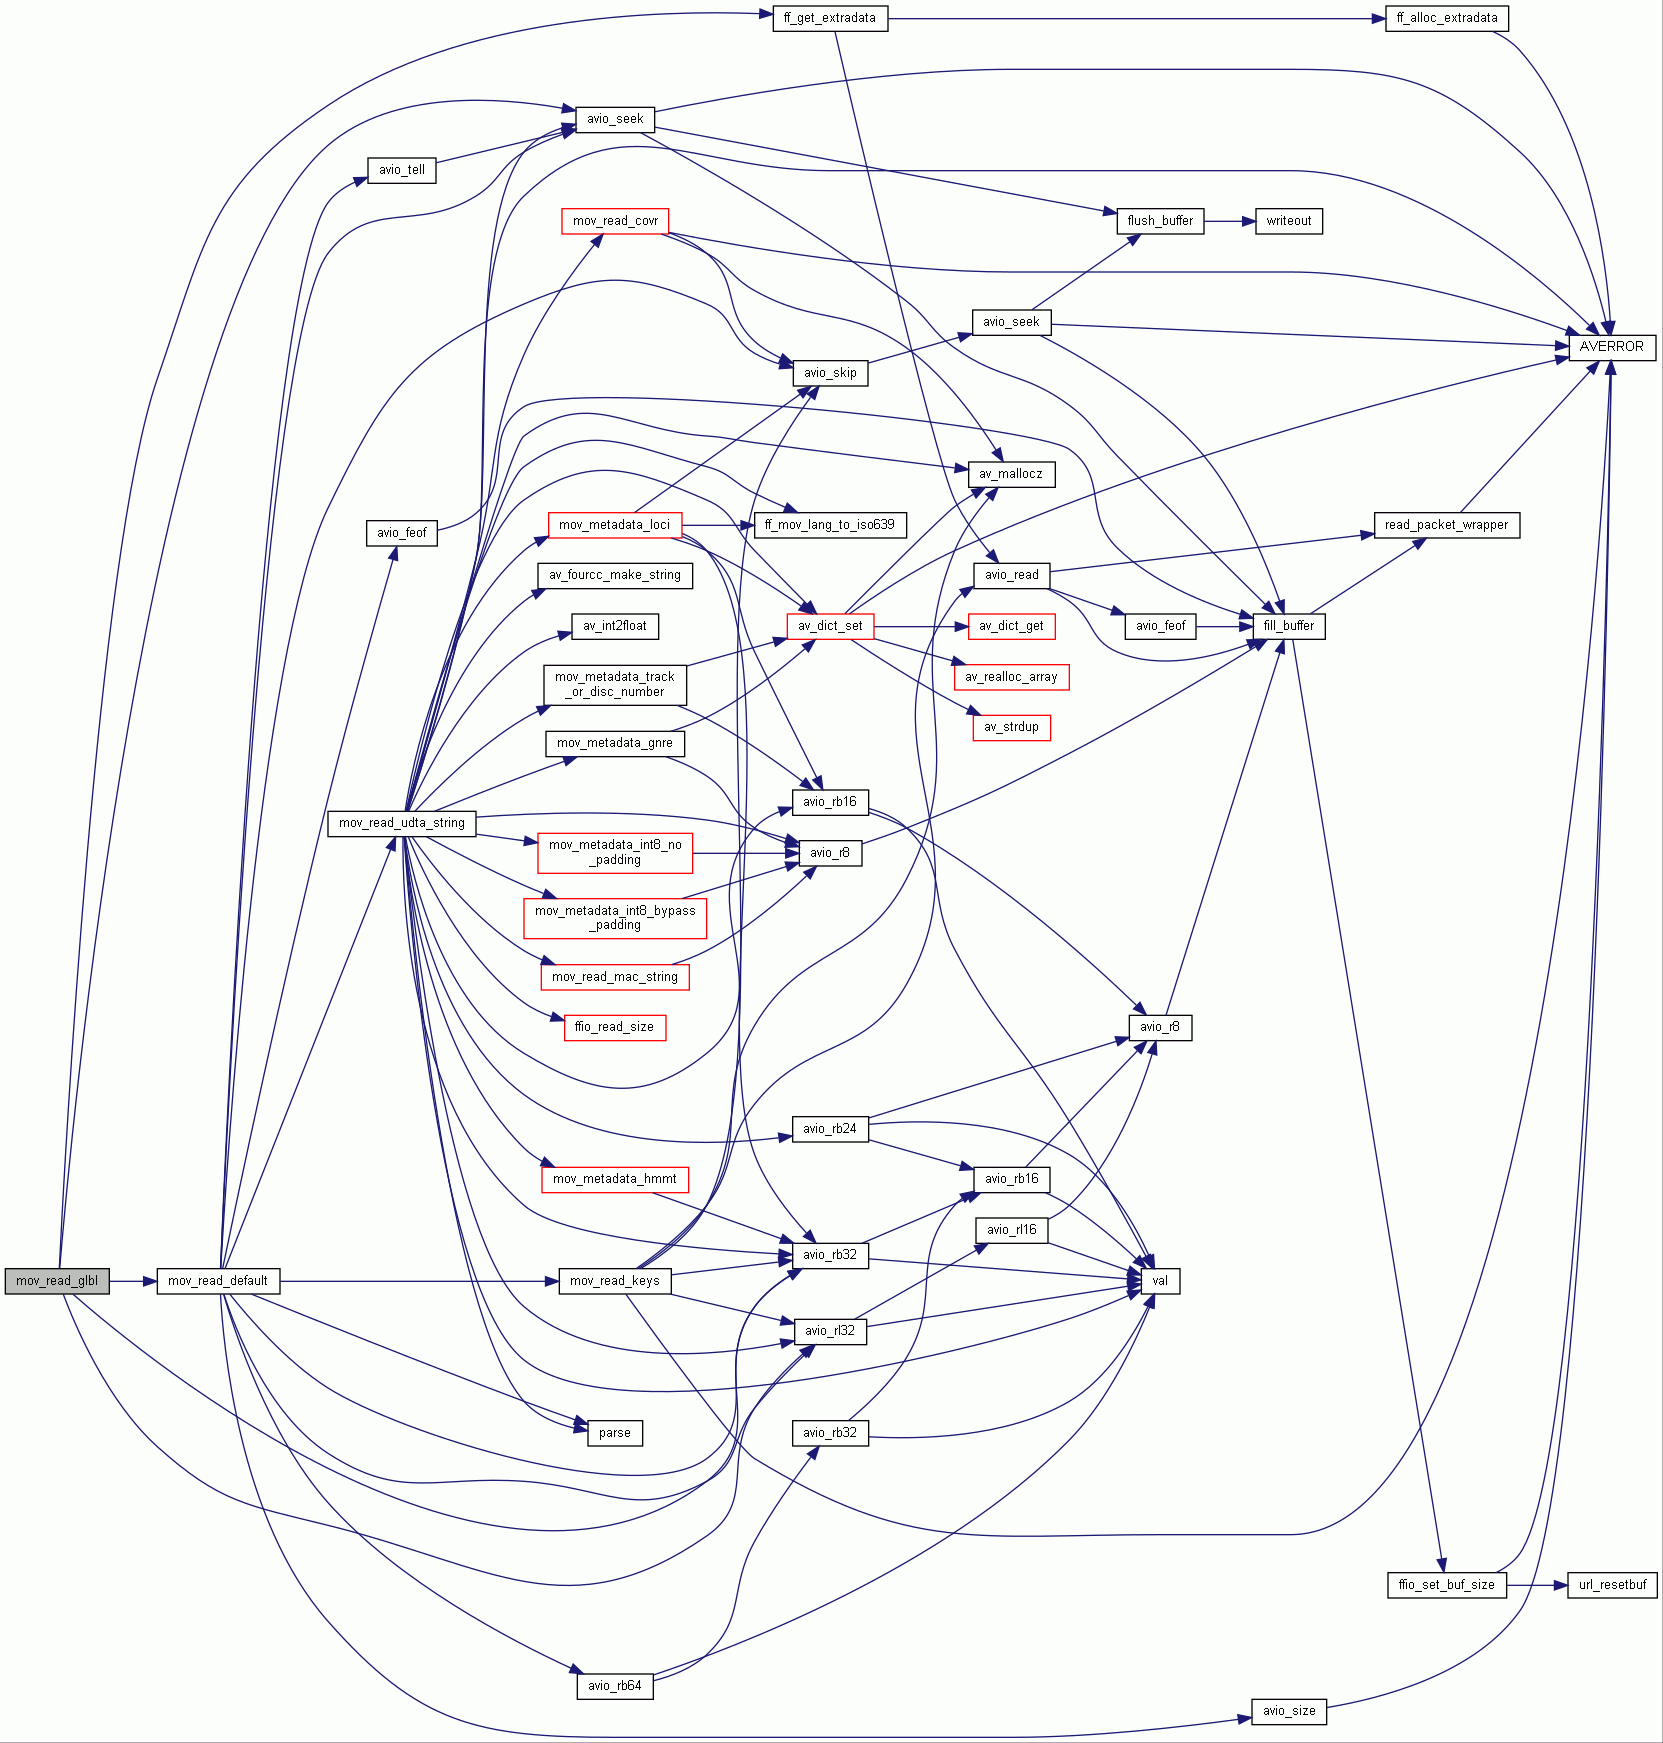 ff_get_extradata
ff_alloc_extradata
avio_seek
avio_tell
mov_read_covr
flush_buffer
writeout
avio_seek
AVERROR
avio_skip
av_mallocz
mov_metadata_loci
ff_mov_lang_to_iso639
read_packet_wrapper
avio_feof
av_fourcc_make_string
avio_read
av_int2float
av_dict_set
av_dict_get
avio_feof
fill_buffer
mov_metadata_track
_or_disc_number
av_realloc_array
av_strdup
mov_metadata_gnre
avio_rb16
mov_read_udta_string
mov_metadata_int8_no
_padding
avio_r8
mov_metadata_int8_bypass
_padding
mov_read_mac_string
ffio_read_size
avio_r8
avio_rb24
mov_metadata_hmmt
avio_rb16
avio_rl16
avio_rb32
mov_read_glbl
mov_read_default
mov_read_keys
val
avio_rl32
parse
avio_rb32
ffio_set_buf_size
url_resetbuf
avio_rb64
avio_size